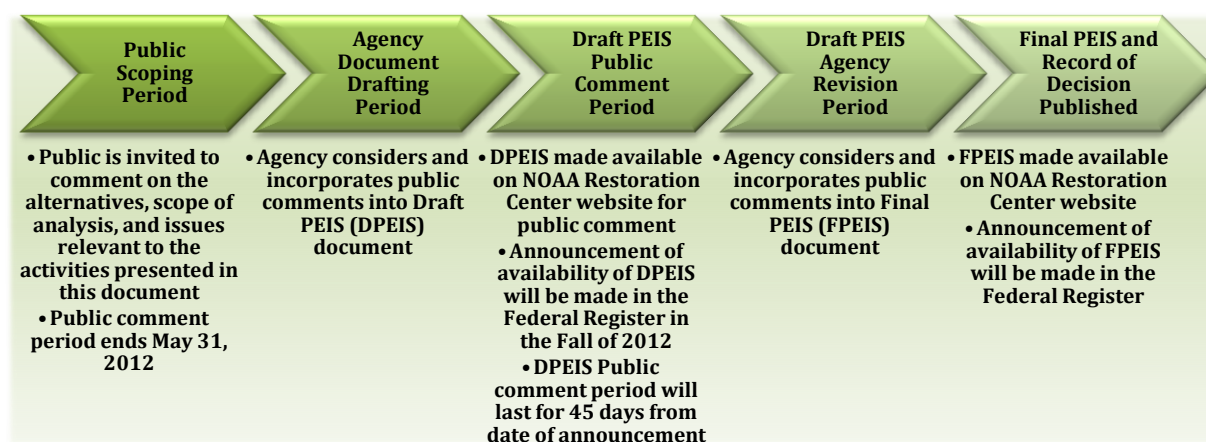 Public
Scoping
Period
• Public is invited to
comment on the
alternatives, scope of
analysis, and issues
relevant to the
activities presented in
this document
• Public comment
period ends May 31,
2012
Agency
Document
Drafting
Period
• Agency considers and
incorporates public
comments into Draft
PEIS (DPEIS)
document
Draft PEIS
Public
Comment
Period
• DPEIS made available
on NOAA Restoration
Center website for
public comment
• Announcement of
availability of DPEIS
will be made in the
Federal Register in
the Fall of 2012
• DPEIS Public
comment period will
last for 45 days from
date of announcement
Draft PEIS
Agency
Revision
Period
• Agency considers and
incorporates public
comments into Final
PEIS (FPEIS)
document
Final PEIS and
Record of
Decision
Published
• FPEIS made available
on NOAA Restoration
Center website
• Announcement of
availability of FPEIS
will be made in the
Federal Register